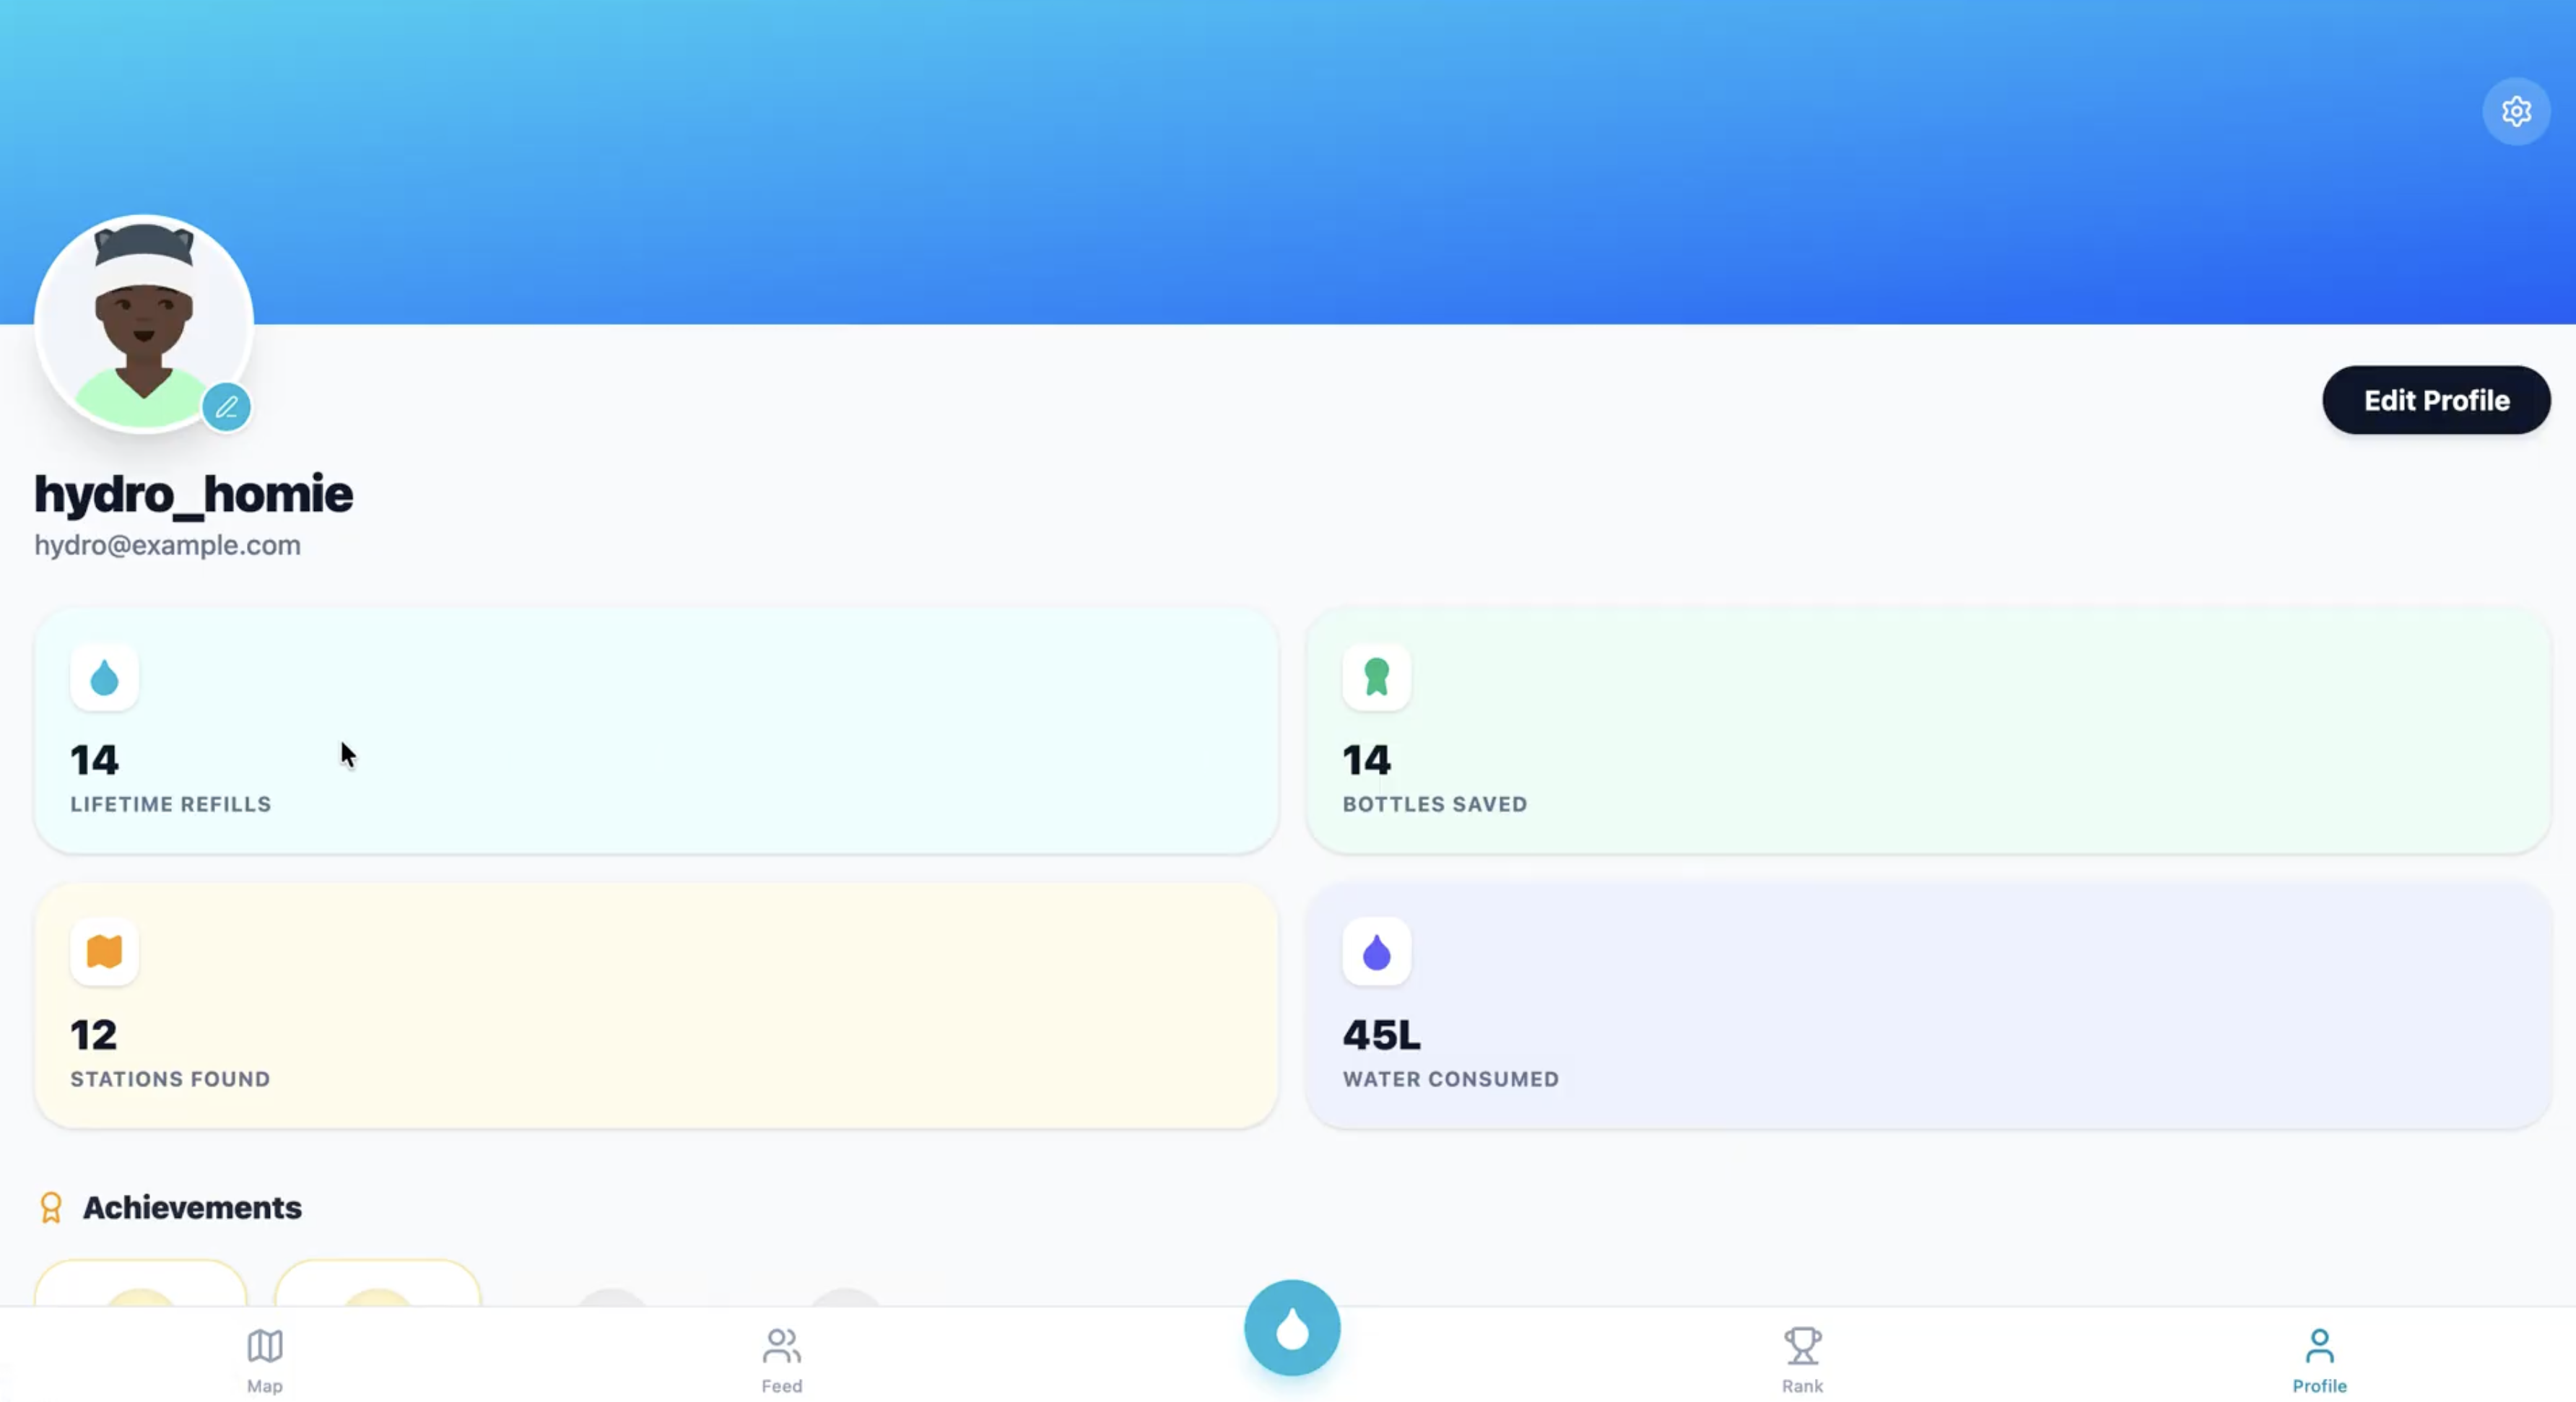 Edit Profile
hydro_homie
hydro@example.com
14
LIFETIME REFILLS
14
BOTTLES SAVED
12
STATIONS FOUND
45L
WATER CONSUMED
Achievements
Map
Feed
Rank
Profile